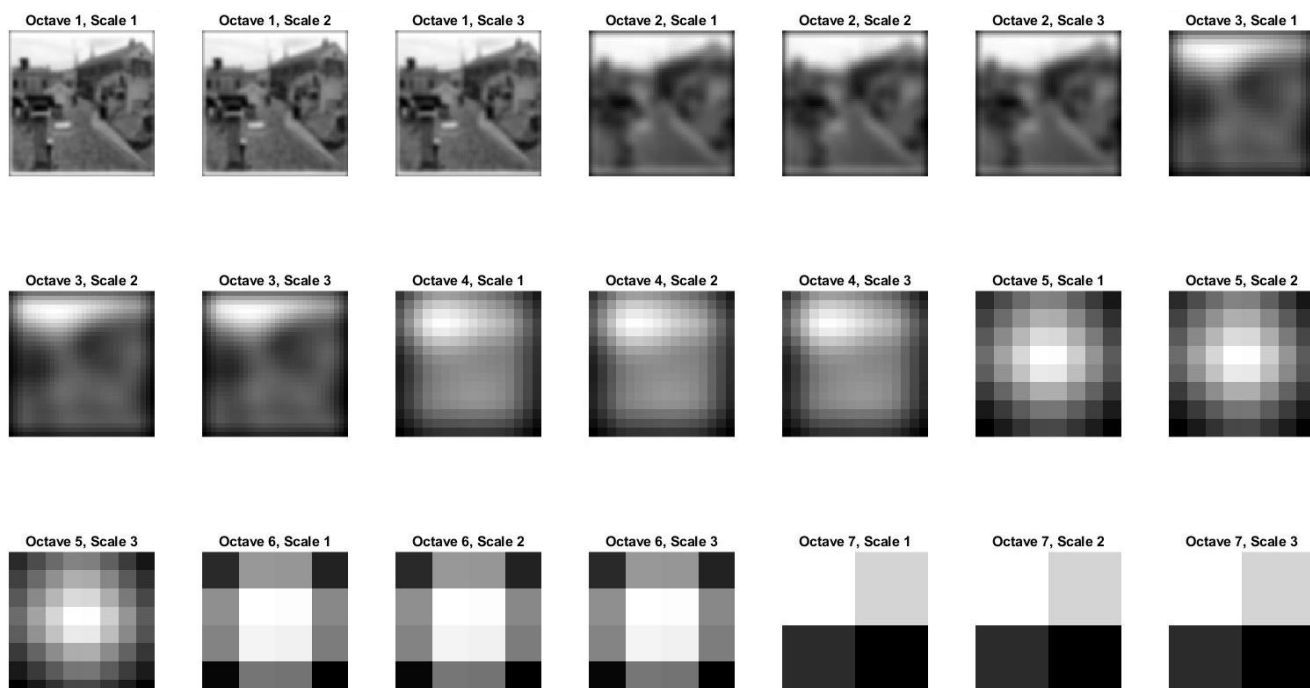 Octave 1, Scale 1
Octave 1, Scale 2
Octave 1, Scale 3
Octave 2, Scale 1
Octave 2, Scale 2
Octave 2, Scale 3
Octave 3, Scale 1
Octave 3, Scale 2
Octave 3, Scale 3
Octave 4, Scale 1
Octave 4, Scale 2
Octave 4, Scale 3
Octave 5, Scale 1
Octave 5, Scale 2
Octave 5, Scale 3
Octave 6, Scale 1
Octave 6, Scale 2
Octave 6, Scale 3
Octave 7, Scale 1
Octave 7, Scale 2
Octave 7, Scale 3